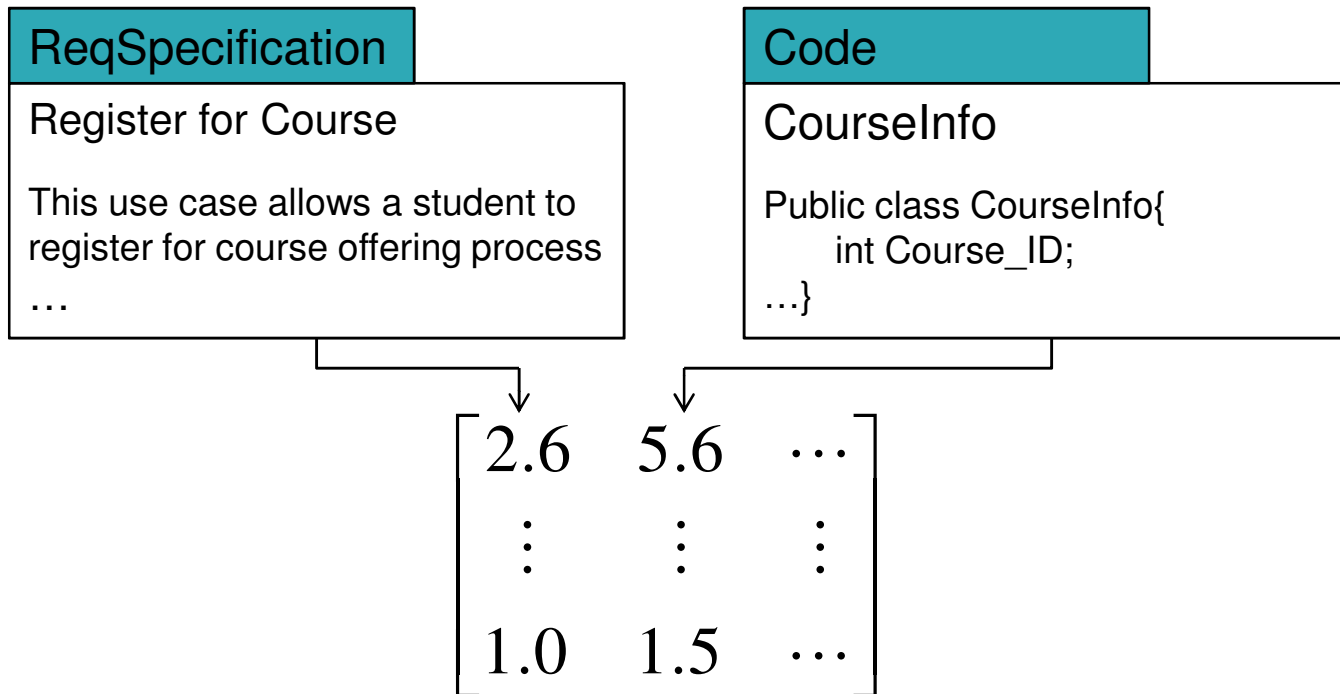 ReqSpecification
Register for Course
This use case allows a student to
register for course offering process
…
Code
CourseInfo
Public class CourseInfo{
int Course_ID;
…}
2.6 5.6 ⋯
⋮ ⋮ ⋮
1.0 1.5 ⋯